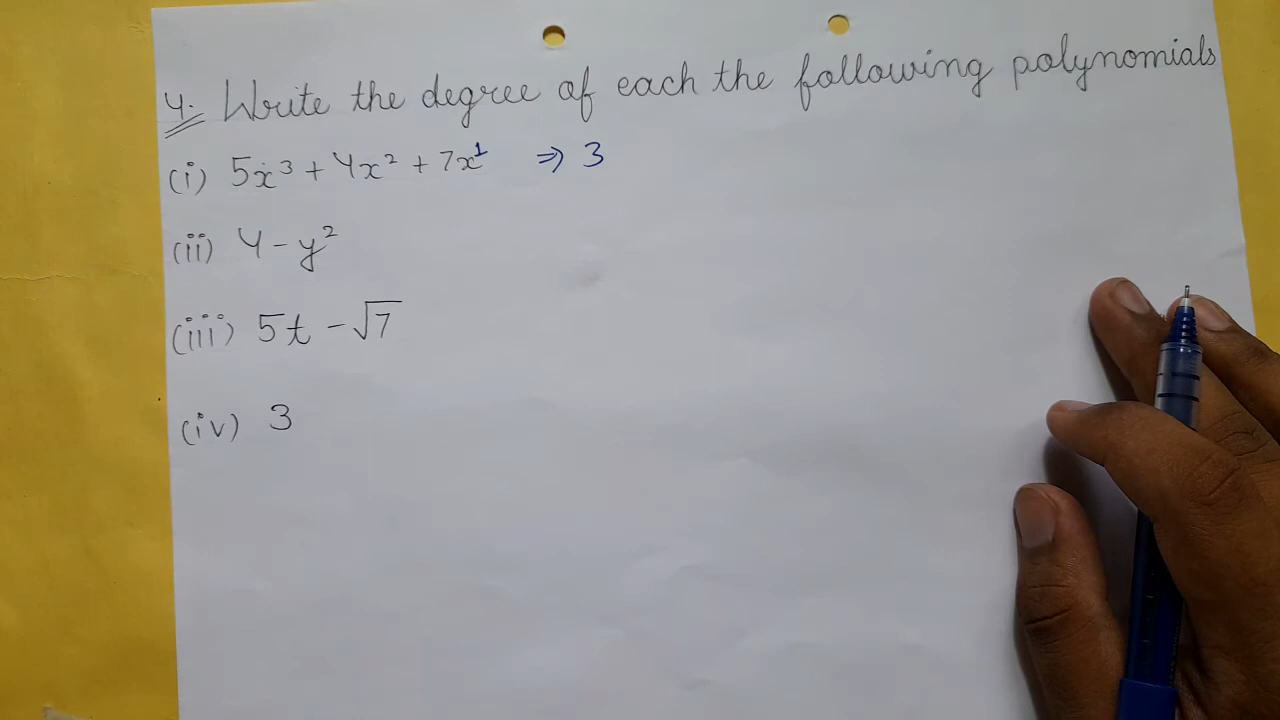 4. Write the degree of each the following polynomials
(i) 5x³ + 4x² + 7x¹ ⇒ 3
(ii) 4 - y²
(iii) 5t - √7
(iv) 3